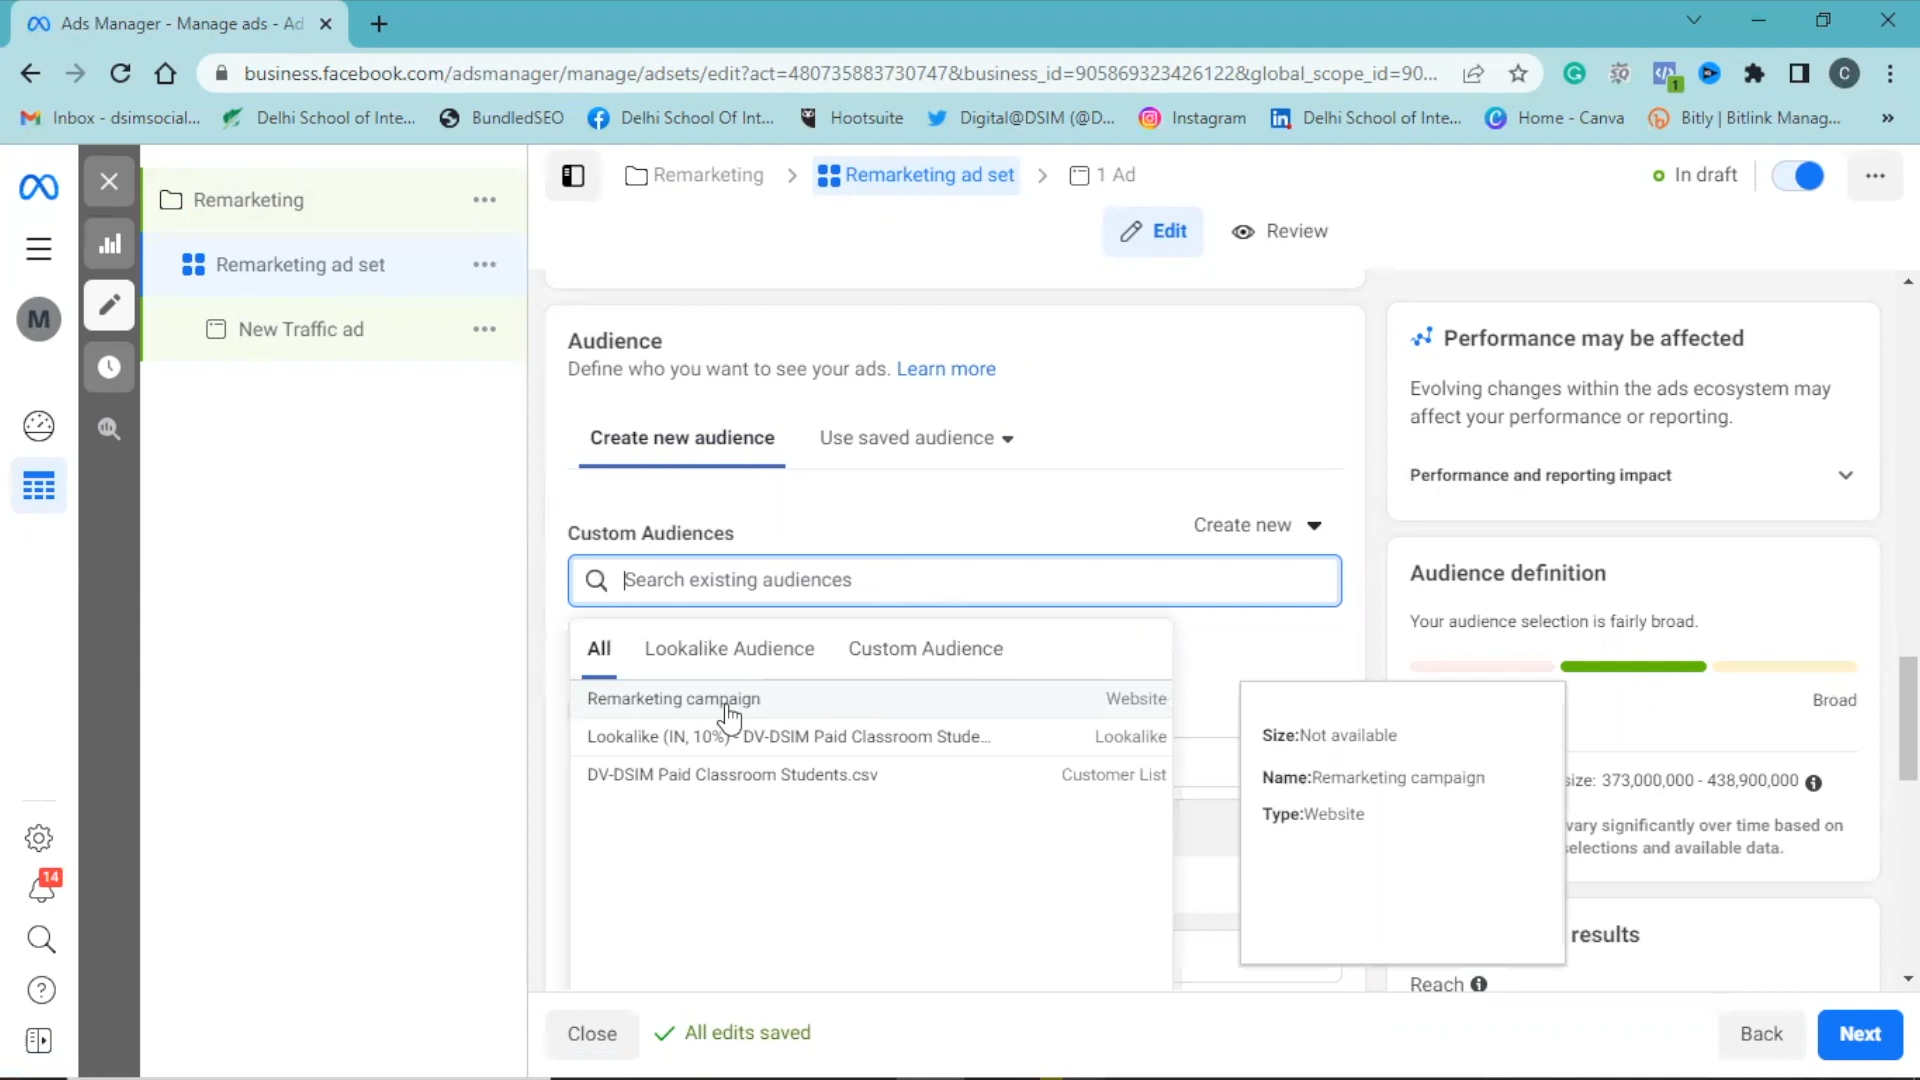 Ads Manager - Manage ads - Ad
business.facebook.com/adsmanager/manage/adsets/edit?act=480735883730747&business_id=905869323426122&global_scope_id=90...
1
C
Inbox - dsimsocial...
Delhi School of Inte...
BundledSEO
Delhi School Of Int...
Hootsuite
Digital@DSIM (@D...
Instagram
Delhi School of Inte...
Home - Canva
Bitly | Bitlink Manag...
»
Remarketing
Remarketing ad set
New Traffic ad
M
14
Remarketing
Remarketing ad set
1 Ad
In draft
Edit
Review
Audience
Define who you want to see your ads. Learn more
Create new audience
Use saved audience
Custom Audiences
Create new
Search existing audiences
All
Lookalike Audience
Custom Audience
Remarketing campaign
Website
Lookalike (IN, 10%) - DV-DSIM Paid Classroom Stude...
Lookalike
DV-DSIM Paid Classroom Students.csv
Customer List
Size:Not available
Name:Remarketing campaign
Type:Website
Performance may be affected
Evolving changes within the ads ecosystem may
affect your performance or reporting.
Performance and reporting impact
Audience definition
Your audience selection is fairly broad.
Broad
size: 373,000,000 - 438,900,000
vary significantly over time based on
selections and available data.
results
Reach
Close
All edits saved
Back
Next